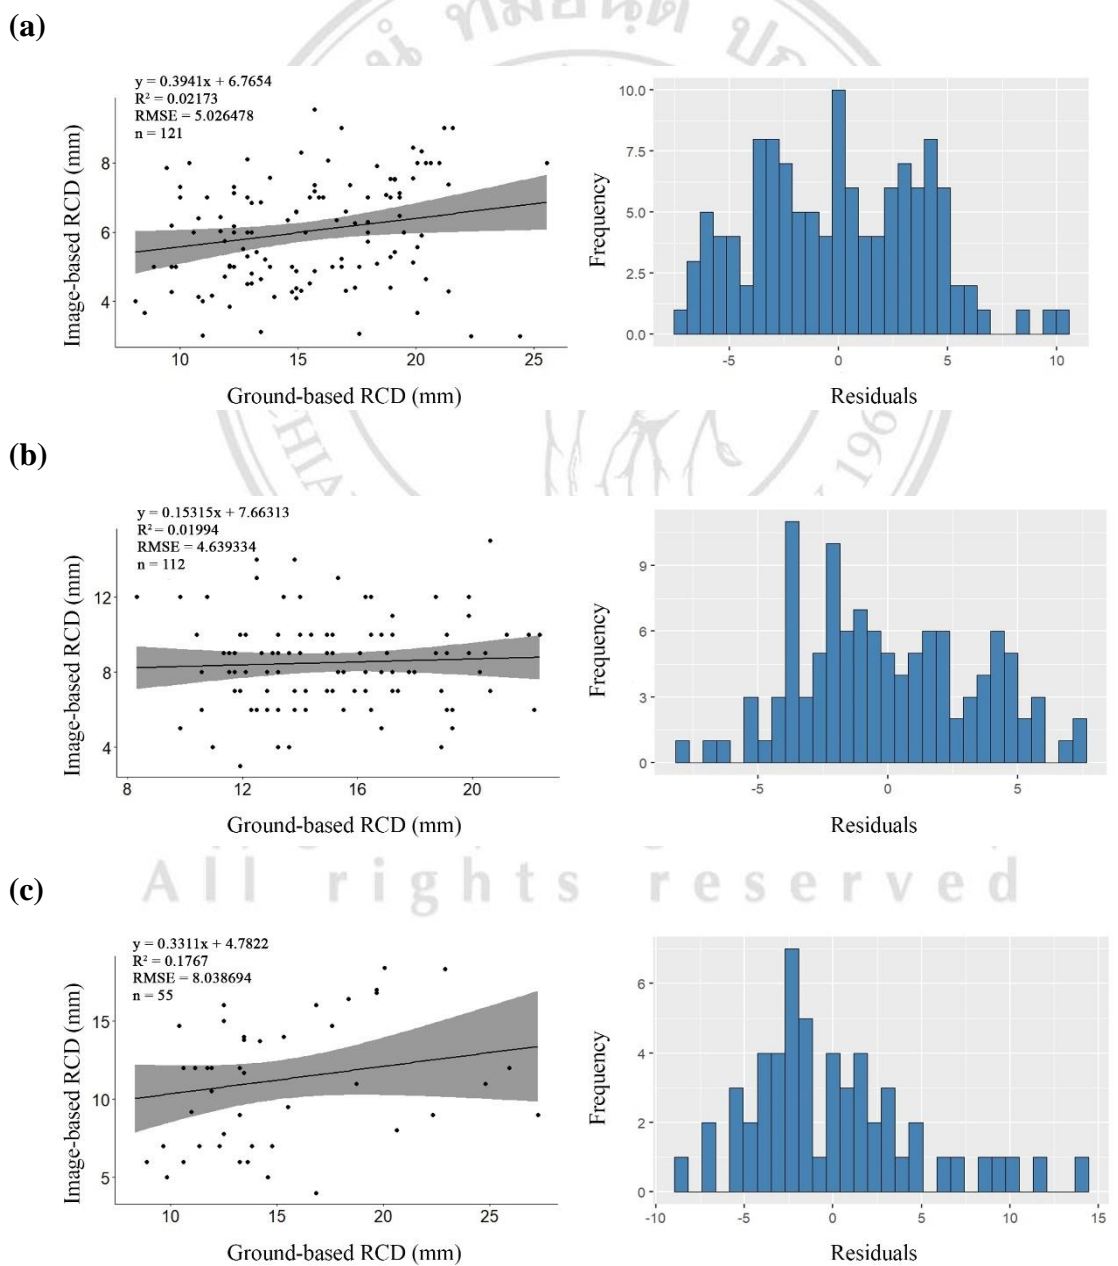 (a)
y = 0.3941x + 6.7654
R² = 0.02173
RMSE = 5.026478
n = 121
Image-based RCD (mm)
8
6
4
10 15 20 25
Ground-based RCD (mm)
Frequency
10.0
7.5
5.0
2.5
0.0
-5 0 5 10
Residuals
(b)
y = 0.15315x + 7.66313
R² = 0.01994
RMSE = 4.639334
n = 112
Image-based RCD (mm)
12
8
4
8 12 16 20
Ground-based RCD (mm)
Frequency
9
6
3
0
-5 0 5
Residuals
All rights reserved
(c)
y = 0.3311x + 4.7822
R² = 0.1767
RMSE = 8.038694
n = 55
Image-based RCD (mm)
15
10
5
10 15 20 25
Ground-based RCD (mm)
Frequency
6
4
2
0
-10 -5 0 5 10 15
Residuals